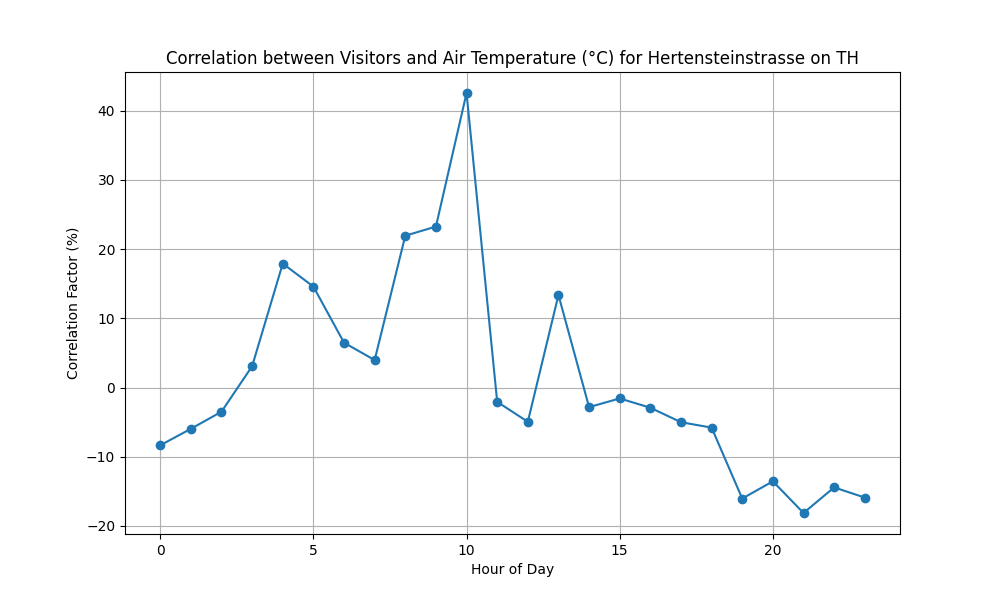 Correlation between Visitors and Air Temperature (°C) for Hertensteinstrasse on TH
Correlation Factor (%)
40
30
20
10
0
−10
−20
0 5 10 15 20
Hour of Day